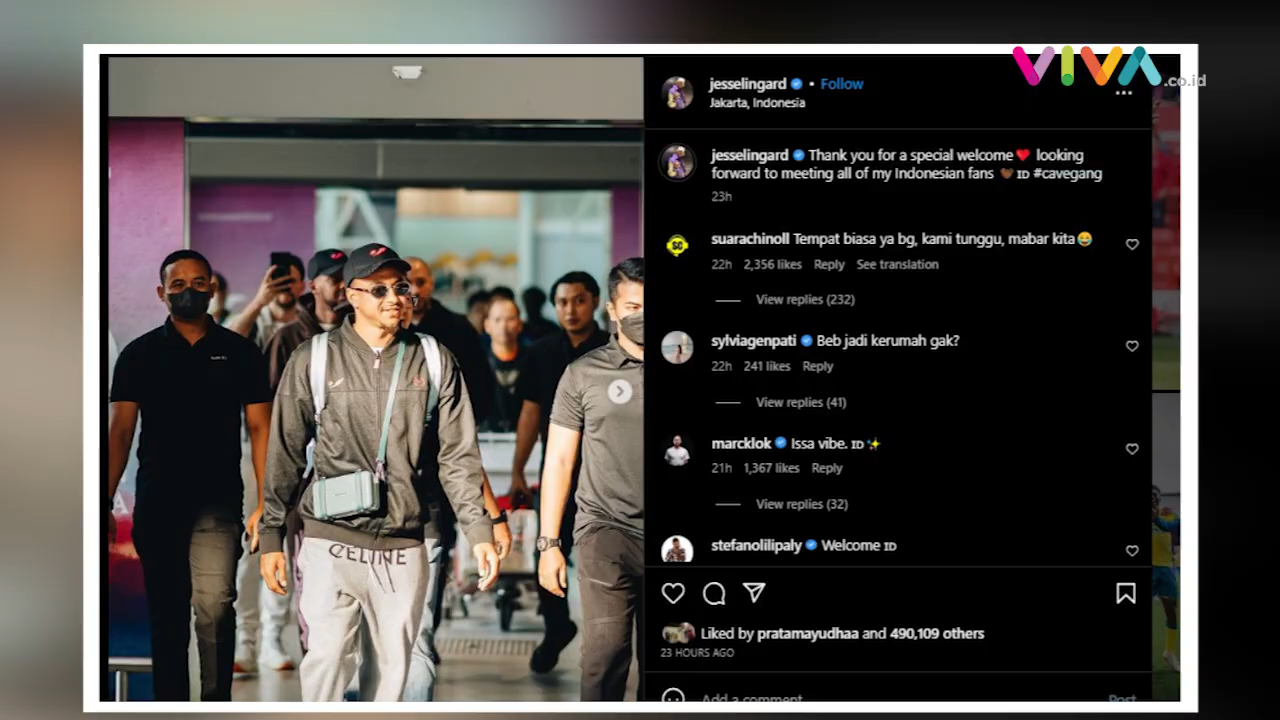 VIVA.co.id
jesselingard • Follow
Jakarta, Indonesia
jesselingard Thank you for a special welcome❤️ looking
forward to meeting all of my Indonesian fans 🤎 ID #cavegang
23h
suarachinoll Tempat biasa ya bg, kami tunggu, mabar kita😂
22h 2,356 likes Reply See translation
View replies (232)
sylviagenpati Beb jadi kerumah gak?
22h 241 likes Reply
View replies (41)
marcklok Issa vibe. ID✨
21h 1,367 likes Reply
View replies (32)
stefanolilipaly Welcome ID
Liked by pratamayudhaa and 490,109 others
23 HOURS AGO
Add a comment
Post
CELINE
SG